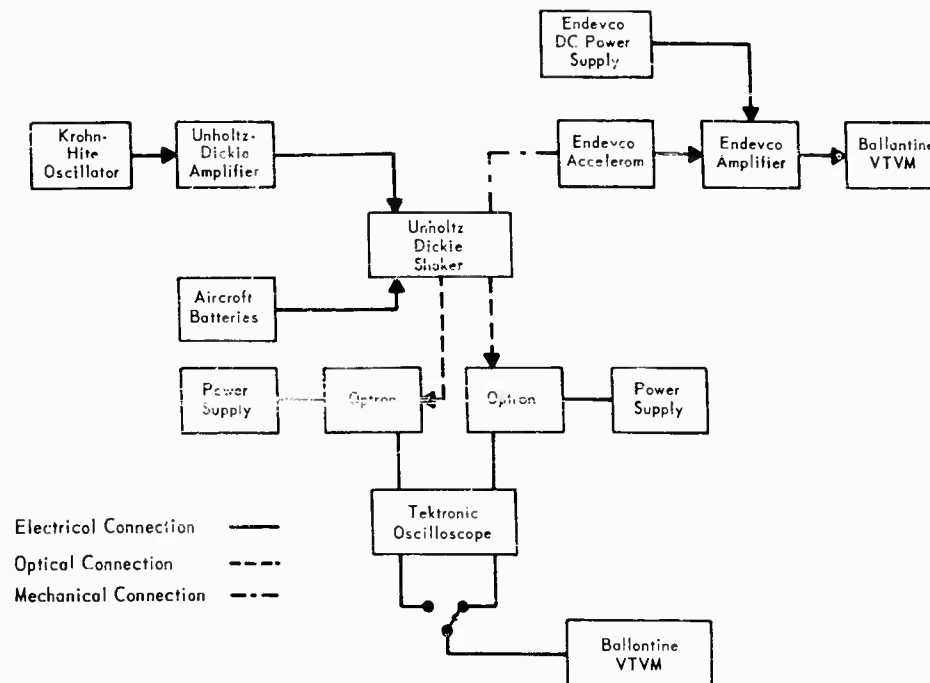 Endevco
DC Power
Supply
Krohn-
Hite
Oscillator
Unholtz-
Dickie
Amplifier
Endevco
Accelerom
Endevco
Amplifier
Ballantine
VTVM
Unholtz
Dickie
Shaker
Aircraft
Batteries
Power
Supply
Optron
Optron
Power
Supply
Tektronic
Oscilloscope
Electrical Connection
Optical Connection
Mechanical Connection
Ballantine
VTVM